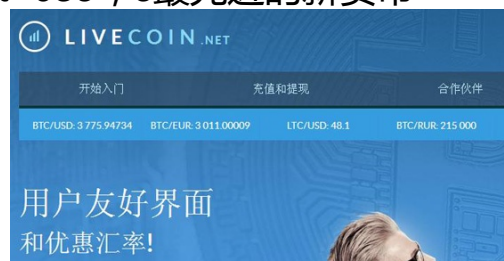 LIVECOIN.NET
开始入门 充值和提现 合作伙伴
BTC/USD: 3 775.94734 BTC/EUR: 3 011.00009 LTC/USD: 48.1 BTC/RUR: 215 000
用户友好界面
和优惠汇率!